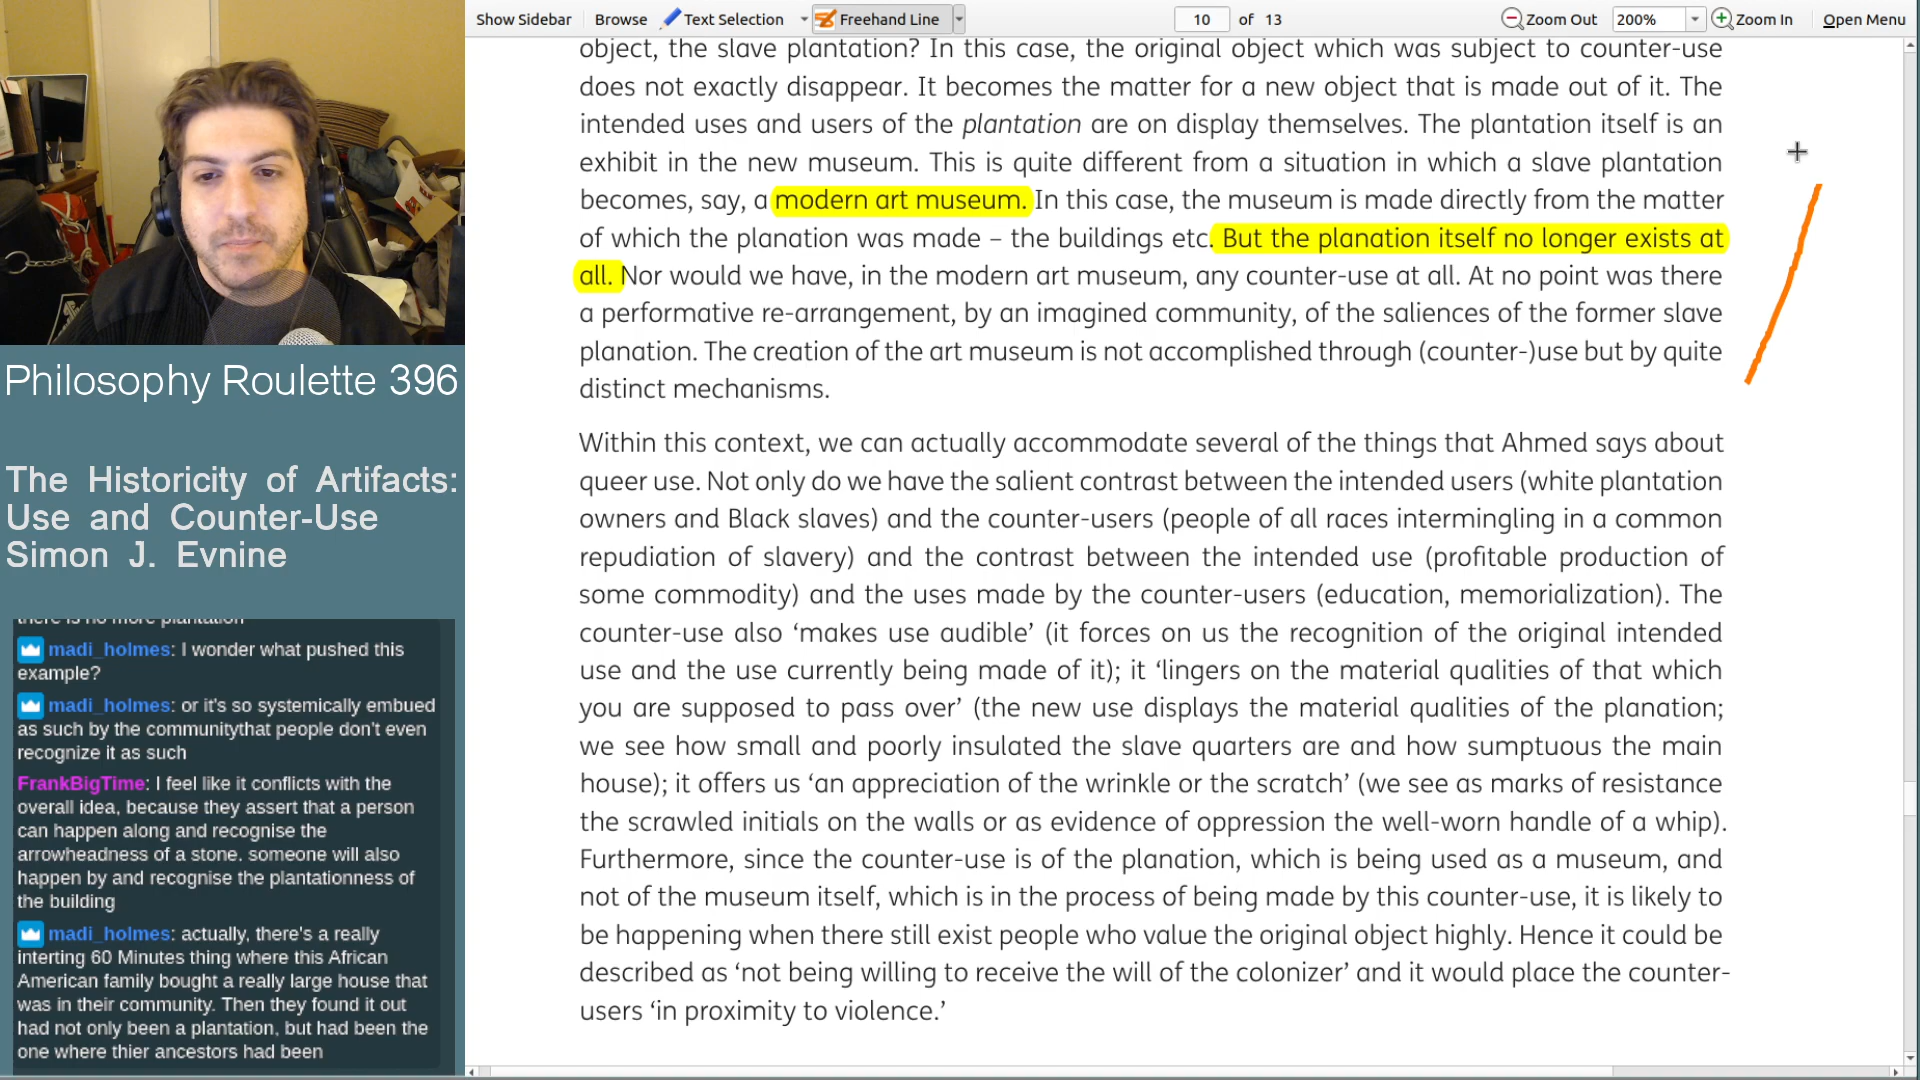 Show Sidebar Browse Text Selection Freehand Line 10 of 13 Zoom Out 200% Zoom In Open Menu
object, the slave plantation? In this case, the original object which was subject to counter-use
does not exactly disappear. It becomes the matter for a new object that is made out of it. The
intended uses and users of the plantation are on display themselves. The plantation itself is an
exhibit in the new museum. This is quite different from a situation in which a slave plantation
becomes, say, a modern art museum. In this case, the museum is made directly from the matter
of which the planation was made – the buildings etc. But the planation itself no longer exists at
all. Nor would we have, in the modern art museum, any counter-use at all. At no point was there
a performative re-arrangement, by an imagined community, of the saliences of the former slave
planation. The creation of the art museum is not accomplished through (counter-)use but by quite
distinct mechanisms.
Within this context, we can actually accommodate several of the things that Ahmed says about
queer use. Not only do we have the salient contrast between the intended users (white plantation
owners and Black slaves) and the counter-users (people of all races intermingling in a common
repudiation of slavery) and the contrast between the intended use (profitable production of
some commodity) and the uses made by the counter-users (education, memorialization). The
counter-use also ‘makes use audible’ (it forces on us the recognition of the original intended
use and the use currently being made of it); it ‘lingers on the material qualities of that which
you are supposed to pass over’ (the new use displays the material qualities of the planation;
we see how small and poorly insulated the slave quarters are and how sumptuous the main
house); it offers us ‘an appreciation of the wrinkle or the scratch’ (we see as marks of resistance
the scrawled initials on the walls or as evidence of oppression the well-worn handle of a whip).
Furthermore, since the counter-use is of the planation, which is being used as a museum, and
not of the museum itself, which is in the process of being made by this counter-use, it is likely to
be happening when there still exist people who value the original object highly. Hence it could be
described as ‘not being willing to receive the will of the colonizer’ and it would place the counter-
users ‘in proximity to violence.’
Philosophy Roulette 396
The Historicity of Artifacts:
Use and Counter-Use
Simon J. Evnine
there is no more plantation
madi_holmes: I wonder what pushed this
example?
madi_holmes: or it's so systemically embued
as such by the communitythat people don't even
recognize it as such
FrankBigTime: I feel like it conflicts with the
overall idea, because they assert that a person
can happen along and recognise the
arrowheadness of a stone. someone will also
happen by and recognise the plantationness of
the building
madi_holmes: actually, there's a really
interting 60 Minutes thing where this African
American family bought a really large house that
was in their community. Then they found it out
had not only been a plantation, but had been the
one where thier ancestors had been